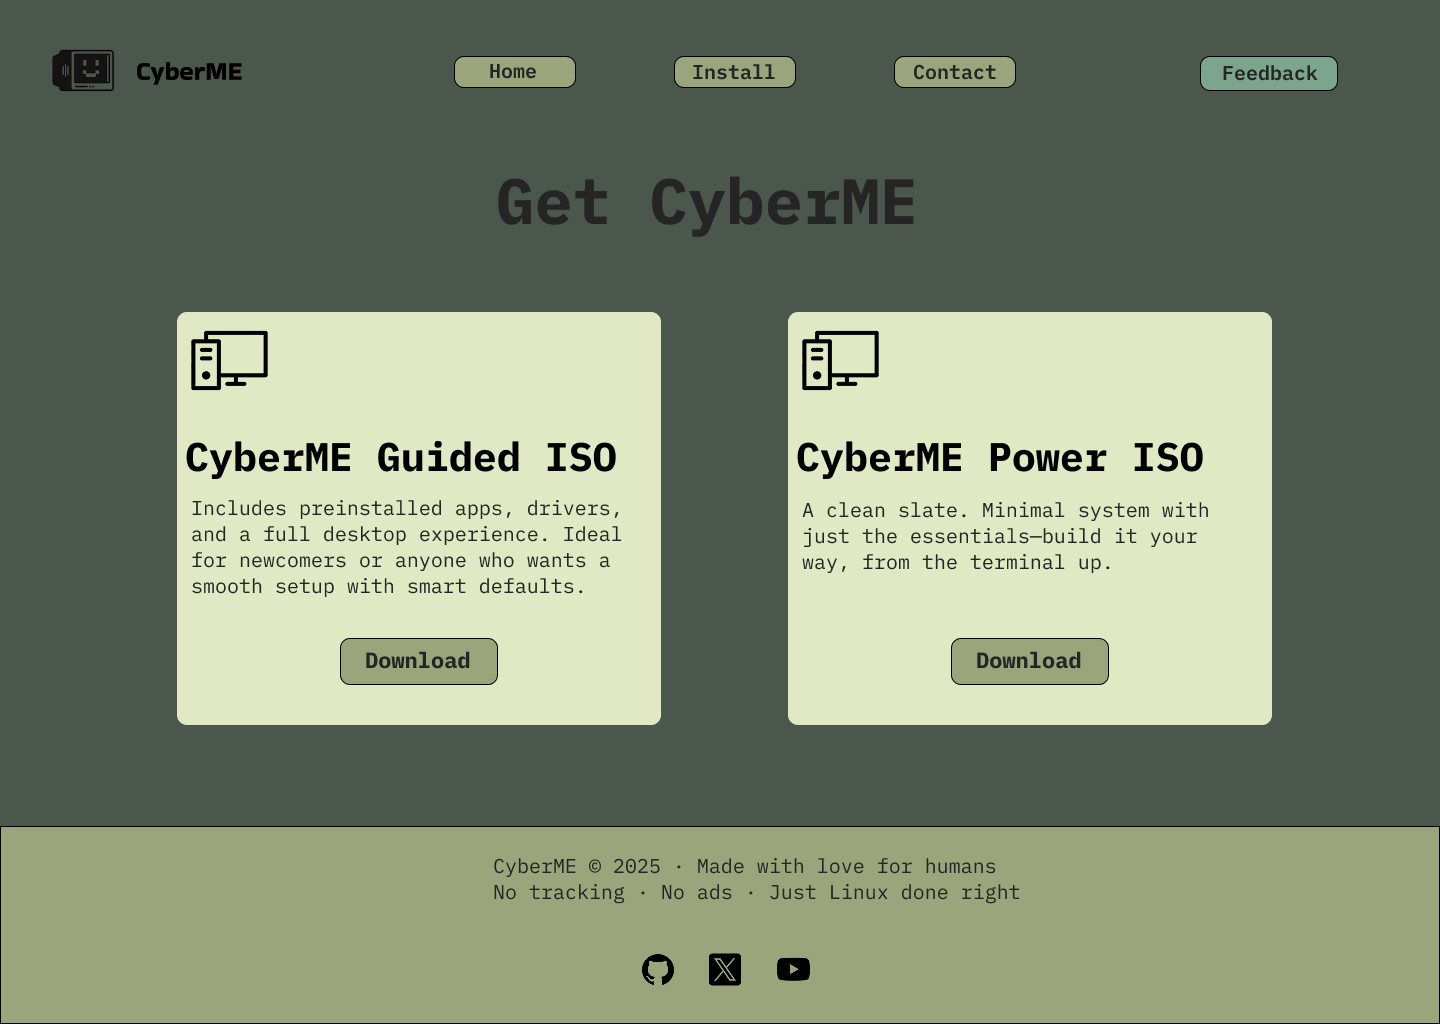 CyberME
Home
Install
Contact
Feedback
Get CyberME
CyberME Guided ISO
Includes preinstalled apps, drivers,
and a full desktop experience. Ideal
for newcomers or anyone who wants a
smooth setup with smart defaults.
Download
CyberME Power ISO
A clean slate. Minimal system with
just the essentials—build it your
way, from the terminal up.
Download
CyberME © 2025 · Made with love for humans
No tracking · No ads · Just Linux done right